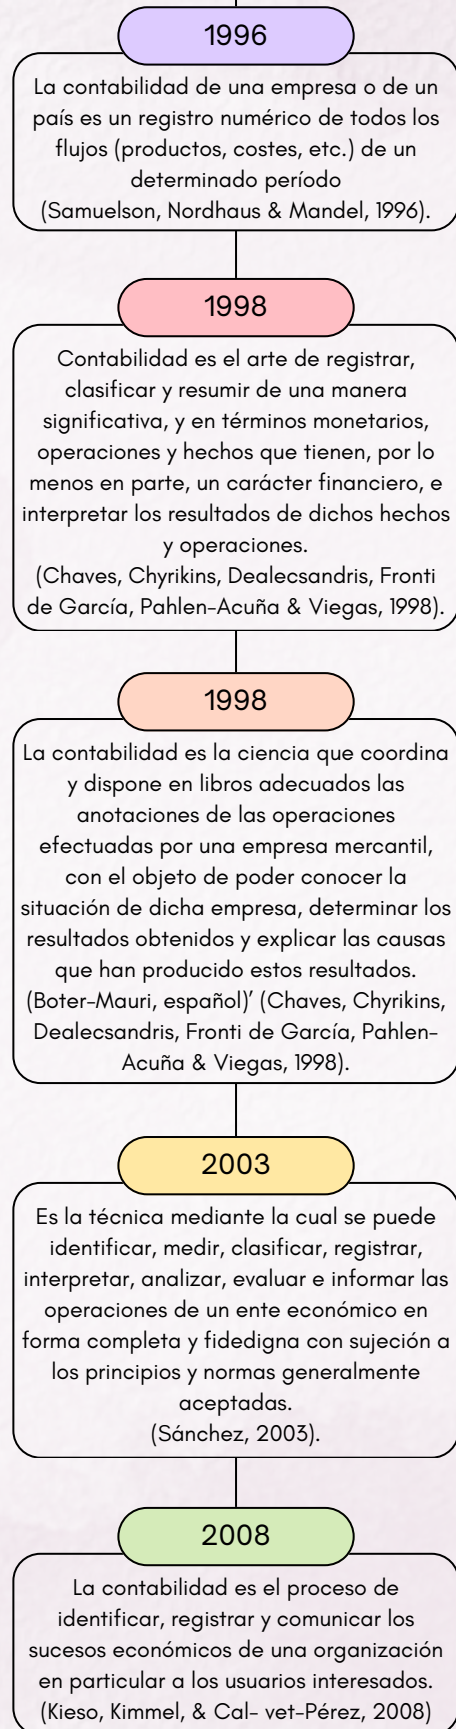 1996
La contabilidad de una empresa o de un
país es un registro numérico de todos los
flujos (productos, costes, etc.) de un
determinado período
(Samuelson, Nordhaus & Mandel, 1996).
1998
Contabilidad es el arte de registrar,
clasificar y resumir de una manera
significativa, y en términos monetarios,
operaciones y hechos que tienen, por lo
menos en parte, un carácter financiero, e
interpretar los resultados de dichos hechos
y operaciones.
(Chaves, Chyrikins, Dealecsandris, Fronti
de García, Pahlen-Acuña & Viegas, 1998).
1998
La contabilidad es la ciencia que coordina
y dispone en libros adecuados las
anotaciones de las operaciones
efectuadas por una empresa mercantil,
con el objeto de poder conocer la
situación de dicha empresa, determinar los
resultados obtenidos y explicar las causas
que han producido estos resultados.
(Boter-Mauri, español)’ (Chaves, Chyrikins,
Dealecsandris, Fronti de García, Pahlen-
Acuña & Viegas, 1998).
2003
Es la técnica mediante la cual se puede
identificar, medir, clasificar, registrar,
interpretar, analizar, evaluar e informar las
operaciones de un ente económico en
forma completa y fidedigna con sujeción a
los principios y normas generalmente
aceptadas.
(Sánchez, 2003).
2008
La contabilidad es el proceso de
identificar, registrar y comunicar los
sucesos económicos de una organización
en particular a los usuarios interesados.
(Kieso, Kimmel, & Cal- vet-Pérez, 2008)